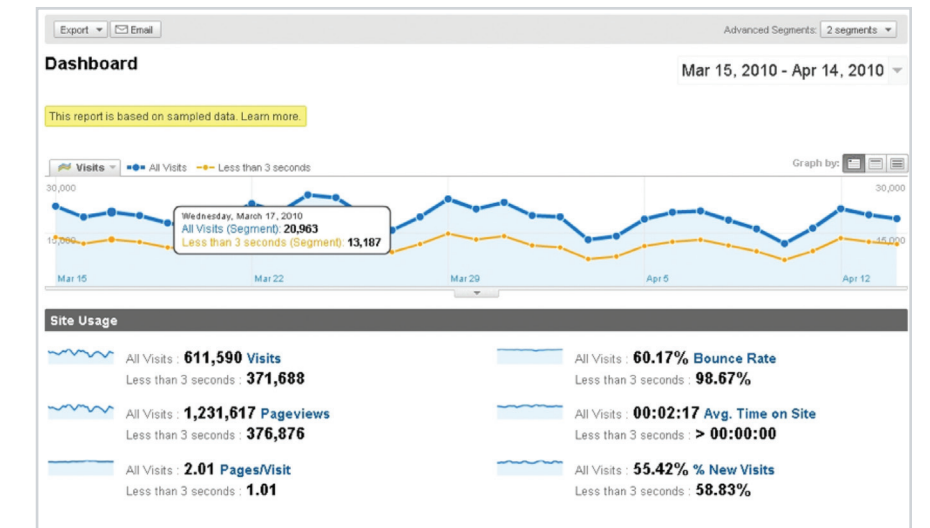 Export Email Advanced Segments: 2 segments
Dashboard
Mar 15, 2010 - Apr 14, 2010
This report is based on sampled data. Learn more.
Visits All Visits Less than 3 seconds Graph by:
30,000 30,000
Wednesday, March 17, 2010
All Visits (Segment): 20,963
Less than 3 seconds (Segment): 13,187
15,000 15,000
Mar 15 Mar 22 Mar 29 Apr 5 Apr 12
Site Usage
All Visits : 611,590 Visits
Less than 3 seconds : 371,688
All Visits : 60.17% Bounce Rate
Less than 3 seconds : 98.67%
All Visits : 1,231,617 Pageviews
Less than 3 seconds : 376,876
All Visits : 00:02:17 Avg. Time on Site
Less than 3 seconds : > 00:00:00
All Visits : 2.01 Pages/Visit
Less than 3 seconds : 1.01
All Visits : 55.42% % New Visits
Less than 3 seconds : 58.83%